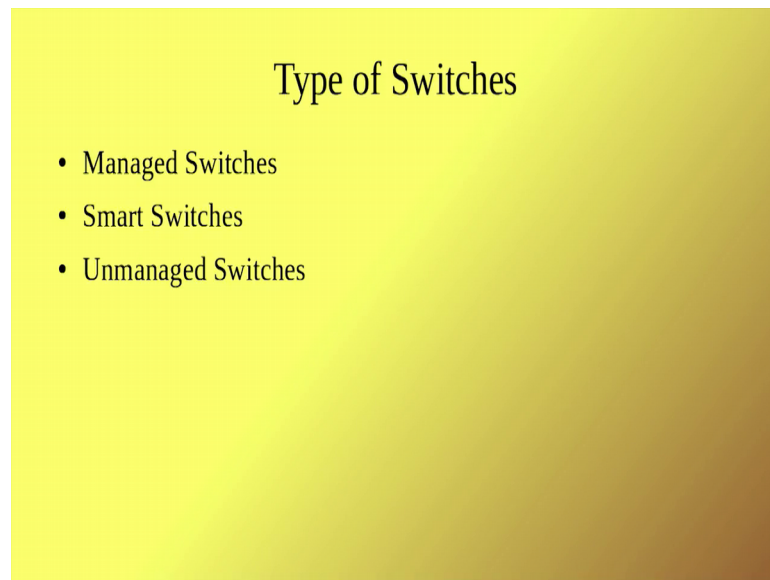 Type of Switches
• Managed Switches
• Smart Switches
• Unmanaged Switches